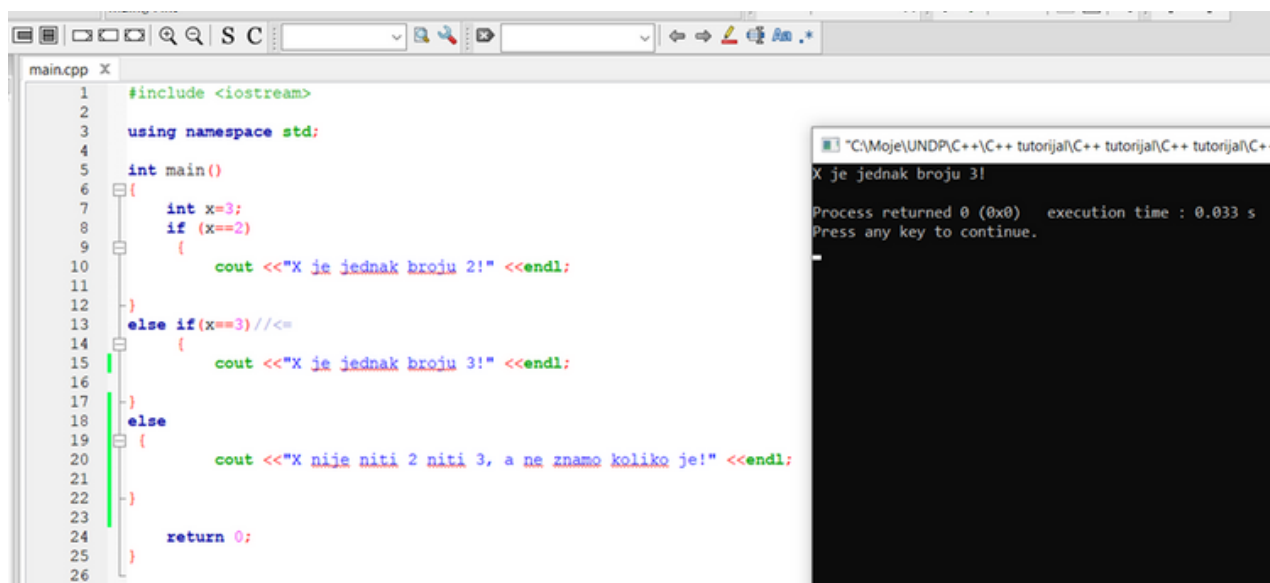 S C
Aa .*
main.cpp X
1 #include <iostream>
2
3 using namespace std;
4
5 int main()
6 {
7 int x=3;
8 if (x==2)
9 {
10 cout <<"X je jednak broju 2!" <<endl;
11
12 }
13 else if(x==3)//<=
14 {
15 cout <<"X je jednak broju 3!" <<endl;
16
17 }
18 else
19 {
20 cout <<"X nije niti 2 niti 3, a ne znamo koliko je!" <<endl;
21
22 }
23
24 return 0;
25 }
26
"C:\Moje\UNDP\C++\C++ tutorijal\C++ tutorijal\C++ tutorijal\C+
X je jednak broju 3!
Process returned 0 (0x0) execution time : 0.033 s
Press any key to continue.